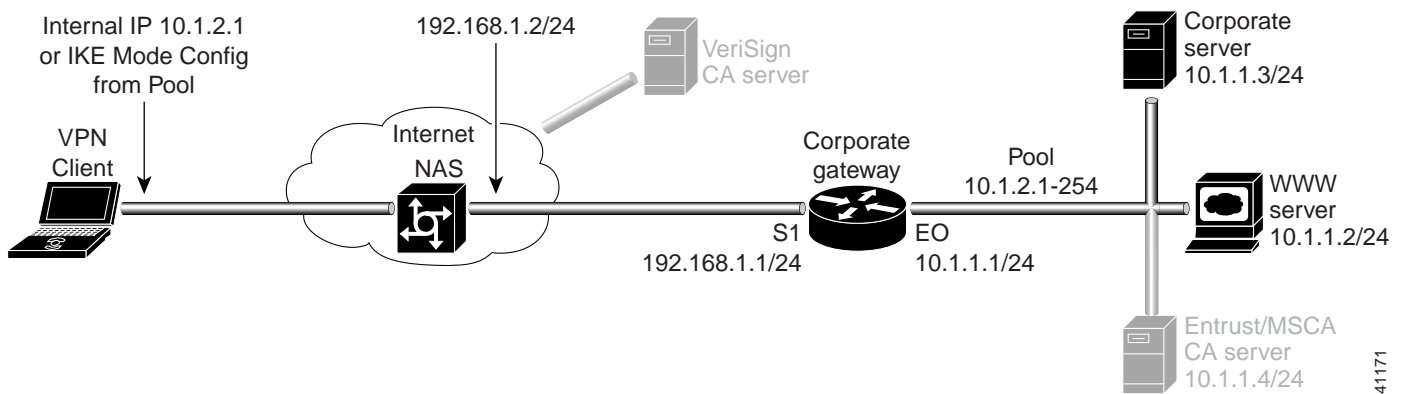 Internal IP 10.1.2.1
or IKE Mode Config
from Pool
192.168.1.2/24
VeriSign
CA server
Corporate
server
10.1.1.3/24
VPN
Client
Internet
NAS
Corporate
gateway
Pool
10.1.2.1-254
WWW
server
10.1.1.2/24
S1
EO
192.168.1.1/24
10.1.1.1/24
Entrust/MSCA
CA server
10.1.1.4/24
41171